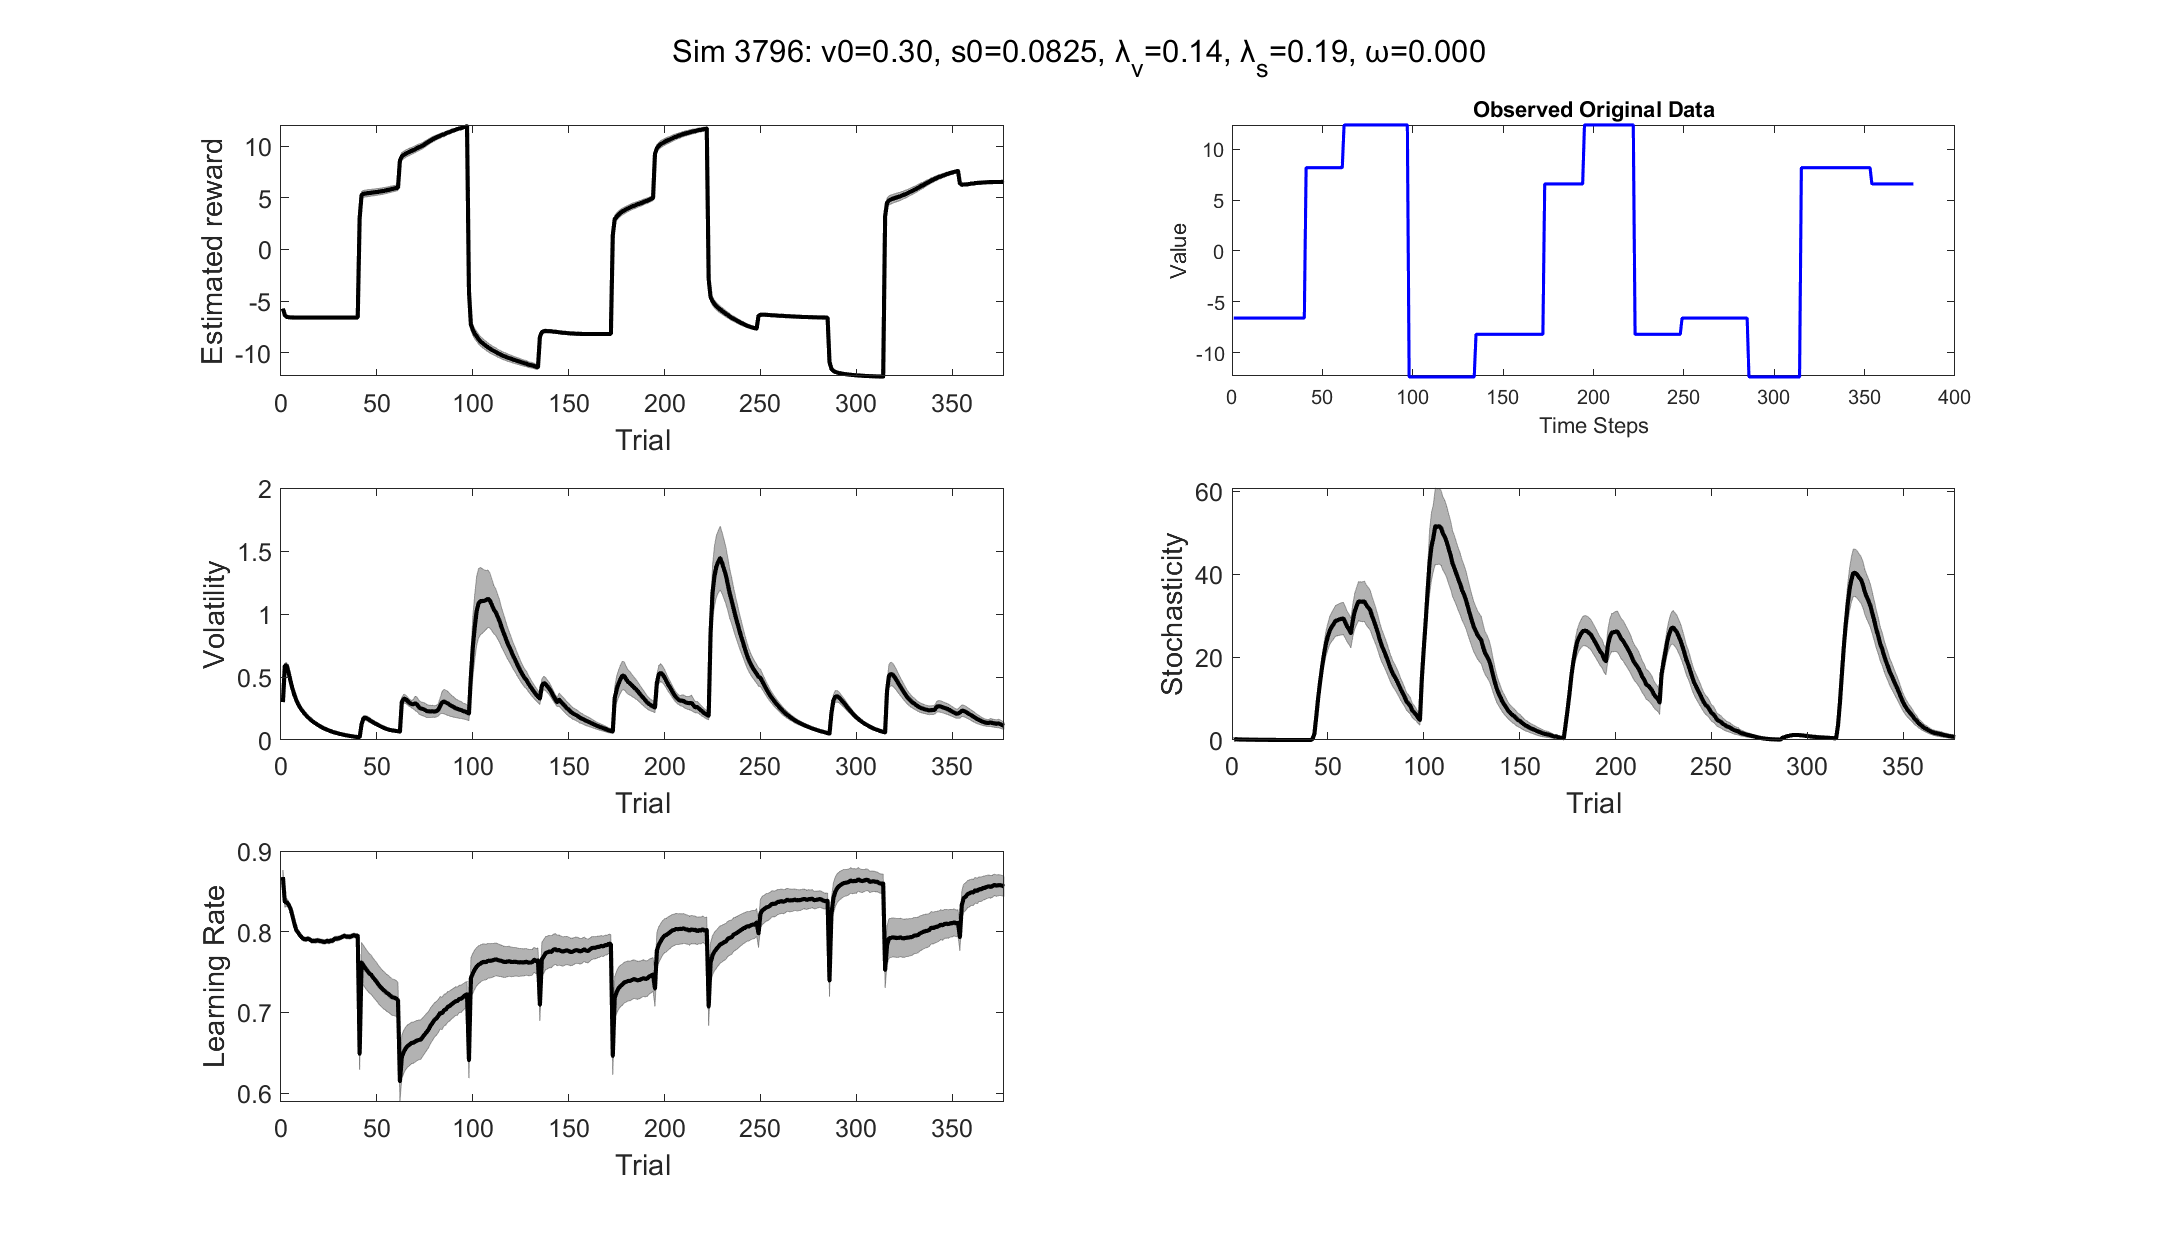 Sim 3796: v0=0.30, s0=0.0825, λ_v=0.14, λ_s=0.19, ω=0.000
Estimated reward
10
5
0
-5
-10
0 50 100 150 200 250 300 350
Trial
Observed Original Data
Value
10
5
0
-5
-10
0 50 100 150 200 250 300 350 400
Time Steps
Volatility
2
1.5
1
0.5
0
0 50 100 150 200 250 300 350
Trial
Stochasticity
60
40
20
0
0 50 100 150 200 250 300 350
Trial
Learning Rate
0.9
0.8
0.7
0.6
0 50 100 150 200 250 300 350
Trial